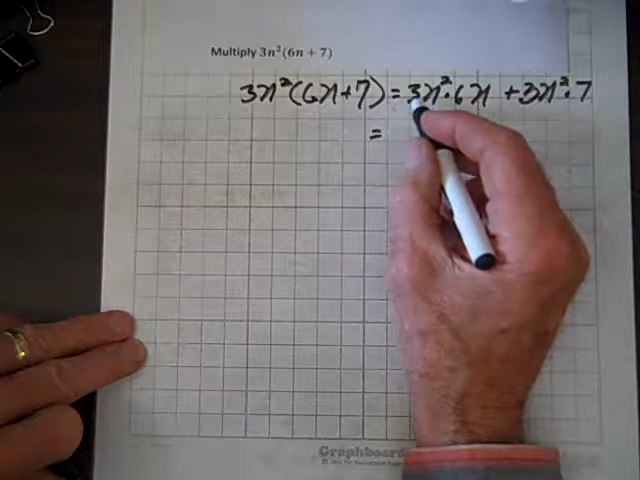 Multiply 3n²(6n + 7)
3n²(6n+7) = 3n²·6n + 3n²·7
=
Graphboard